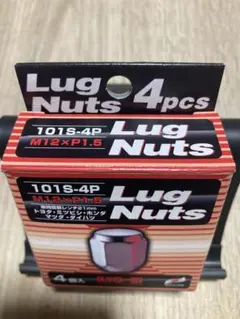 Lug Nuts 4pcs
101S-4P
M12×P1.5
Lug Nuts
101S-4P
M12×P1.5
Lug Nuts
トヨタ・ミツビシ・ホンダ
マツダ・ダイハツ
4個入